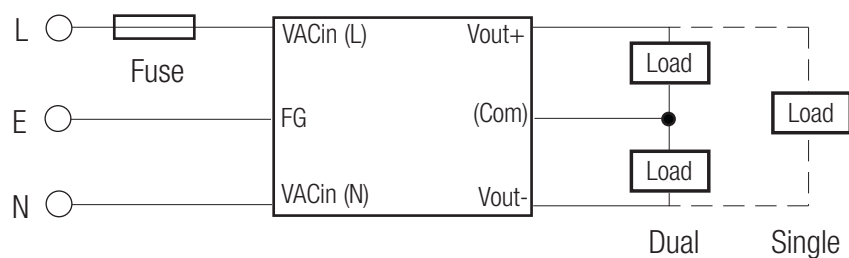 L
Fuse
VACin (L)
Vout+
Load
E
FG
(Com)
Load
N
VACin (N)
Vout-
Load
Dual
Single